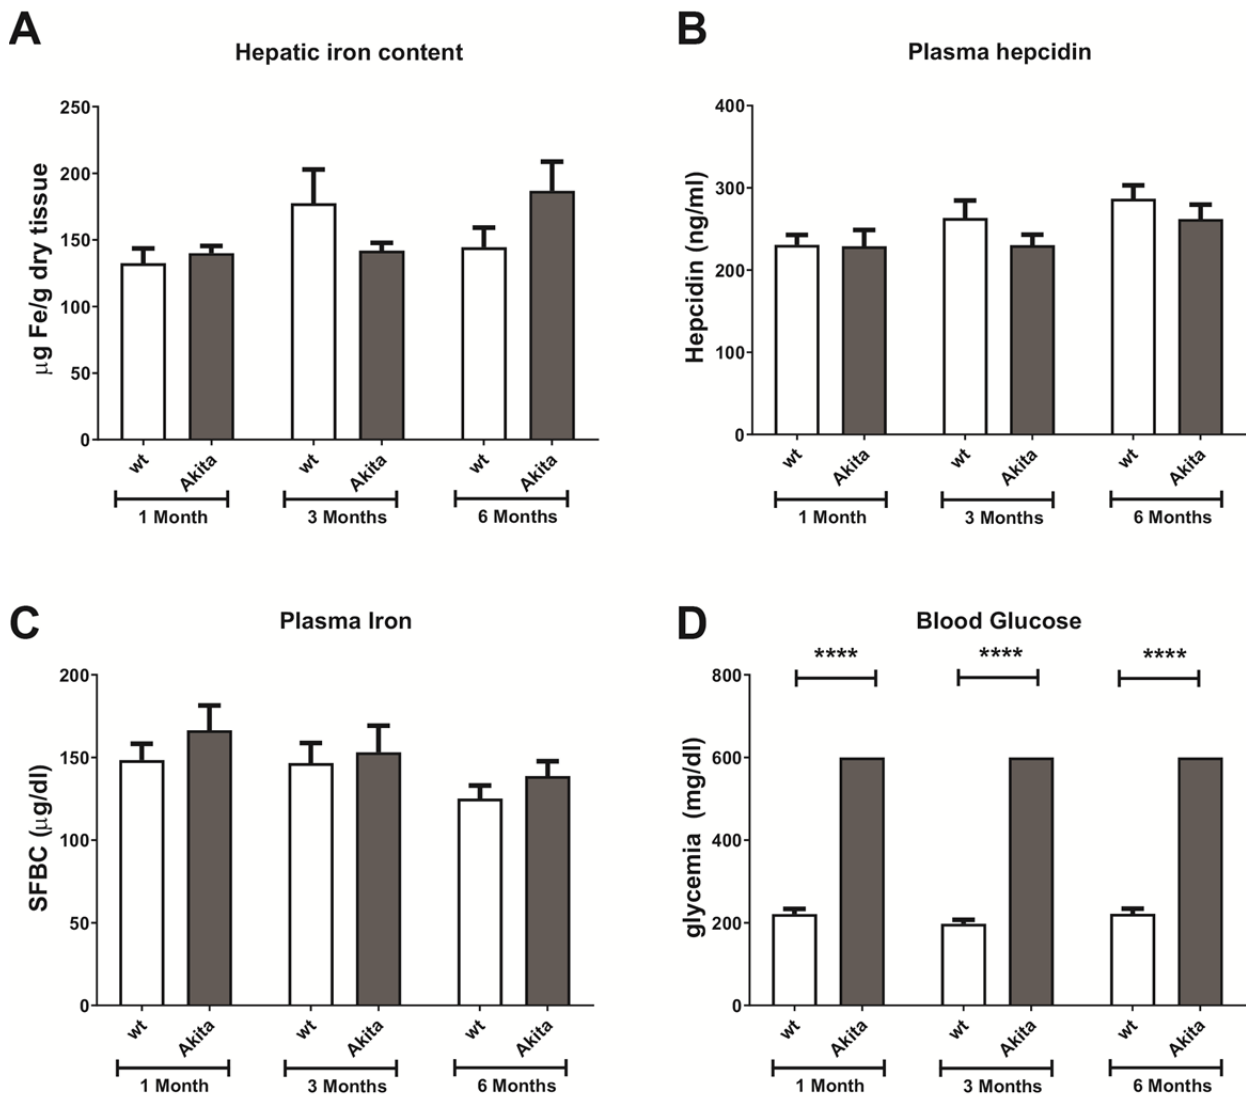 A
Hepatic iron content
μg Fe/g dry tissue
250
200
150
100
50
0
wt
Akita
wt
Akita
wt
Akita
1 Month
3 Months
6 Months
B
Plasma hepcidin
Hepcidin (ng/ml)
400
300
200
100
0
wt
Akita
wt
Akita
wt
Akita
1 Month
3 Months
6 Months
C
Plasma Iron
SFBC (μg/dl)
200
150
100
50
0
wt
Akita
wt
Akita
wt
Akita
1 Month
3 Months
6 Months
D
Blood Glucose
**** **** ****
glycemia (mg/dl)
800
600
400
200
0
wt
Akita
wt
Akita
wt
Akita
1 Month
3 Months
6 Months